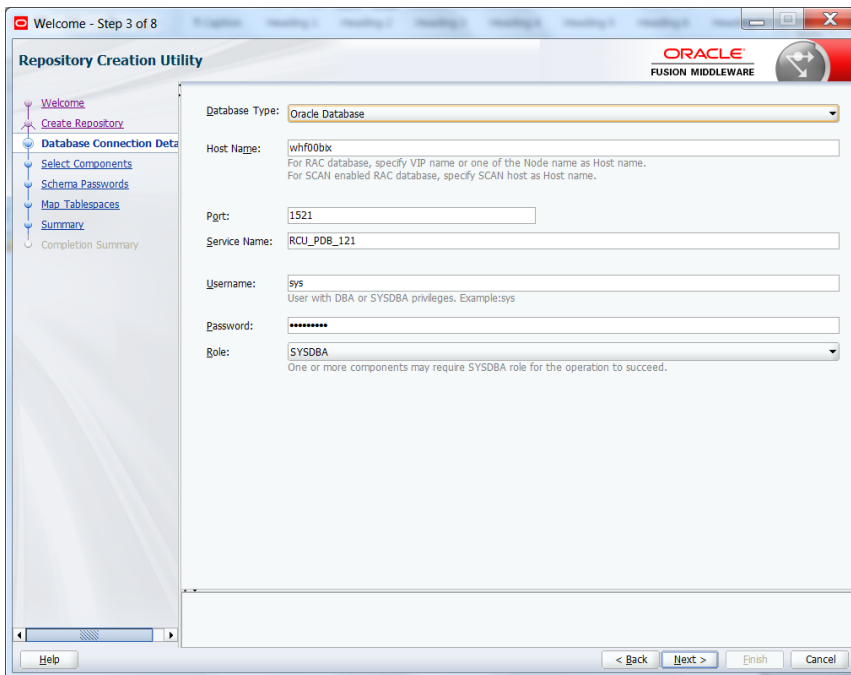 Welcome - Step 3 of 8
Repository Creation Utility
ORACLE
FUSION MIDDLEWARE
Welcome
Create Repository
Database Connection Deta
Select Components
Schema Passwords
Map Tablespaces
Summary
Completion Summary
Database Type: Oracle Database
Host Name: whf00bix
For RAC database, specify VIP name or one of the Node name as Host name.
For SCAN enabled RAC database, specify SCAN host as Host name.
Port: 1521
Service Name: RCU_PDB_121
Username: sys
User with DBA or SYSDBA privileges. Example:sys
Password: •••••••••
Role: SYSDBA
One or more components may require SYSDBA role for the operation to succeed.
Help
< Back Next > Finish Cancel